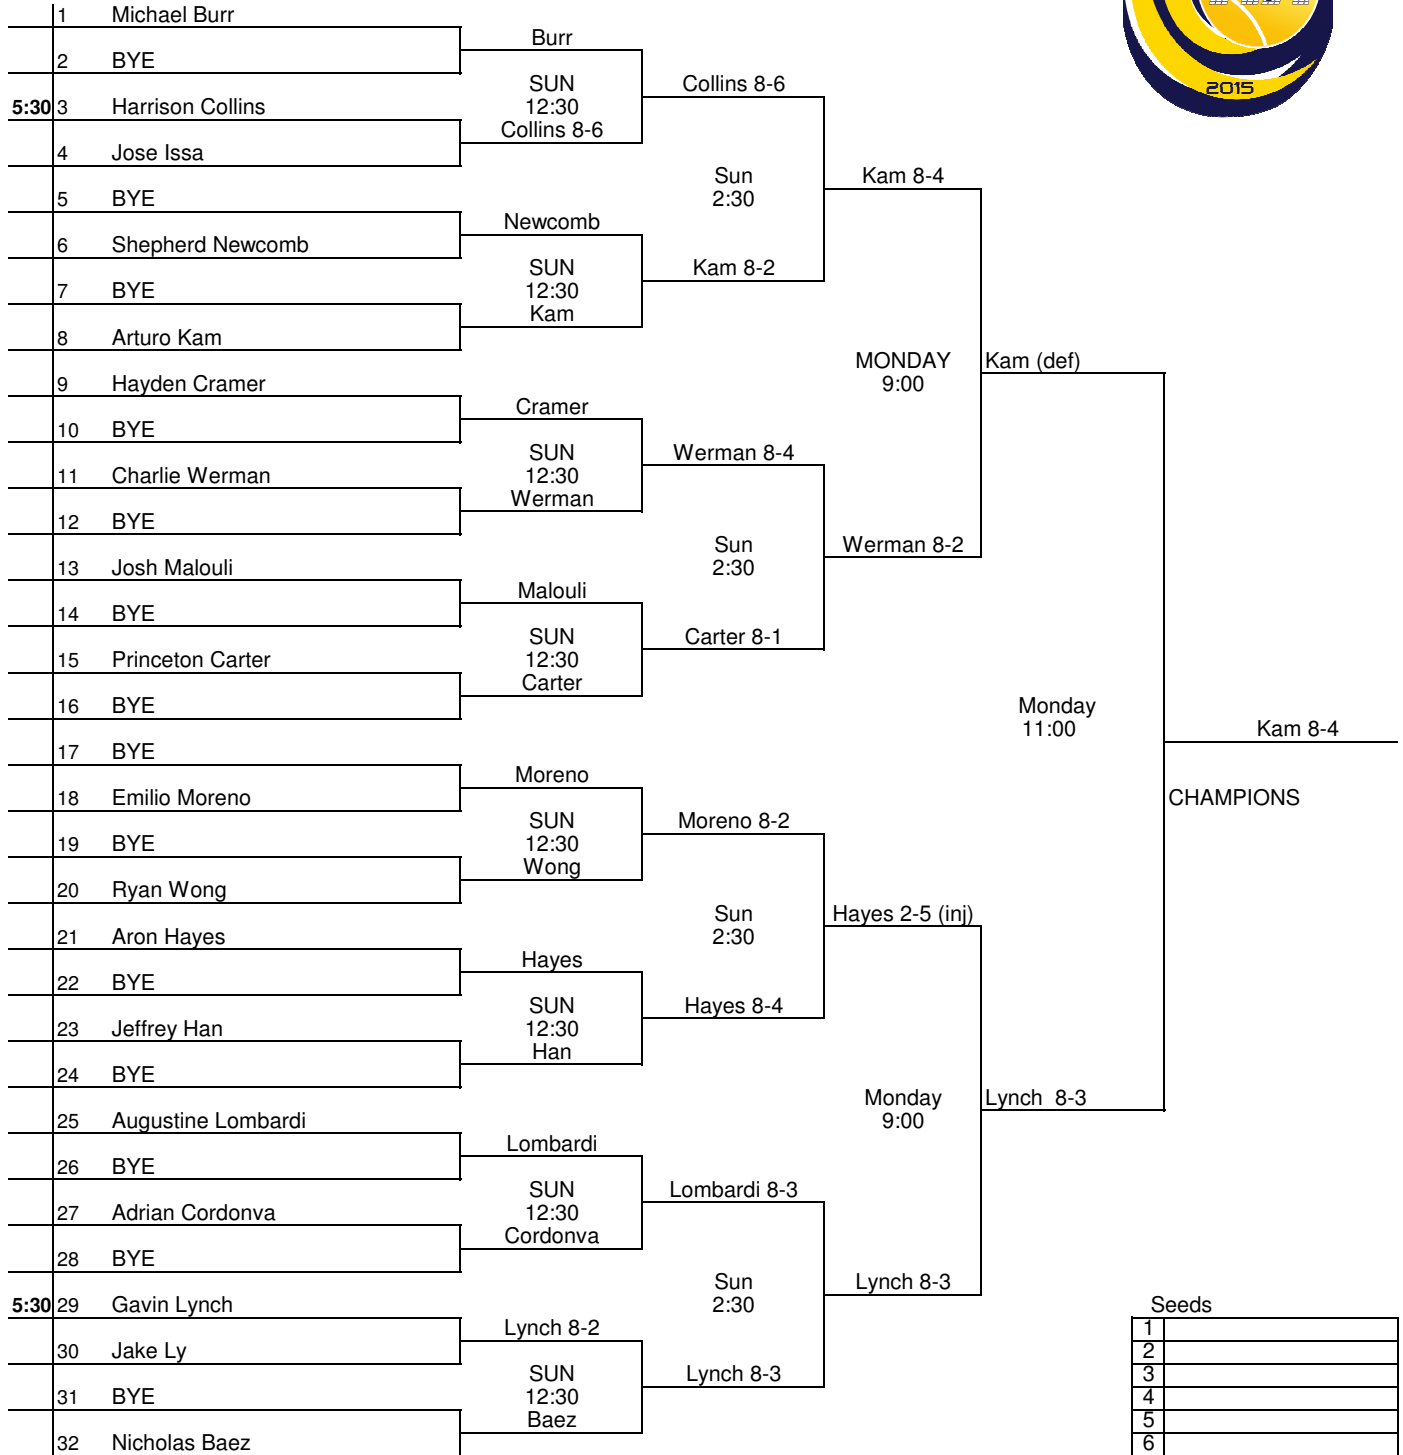 1 Michael Burr
Burr
2 BYE
SUN
Collins 8-6
5:30 3 Harrison Collins
12:30
Collins 8-6
4 Jose Issa
Sun
Kam 8-4
2:30
5 BYE
Newcomb
6 Shepherd Newcomb
SUN
Kam 8-2
7 BYE
12:30
Kam
8 Arturo Kam
MONDAY
Kam (def)
9:00
9 Hayden Cramer
Cramer
10 BYE
SUN
Werman 8-4
11 Charlie Werman
12:30
Werman
12 BYE
Sun
Werman 8-2
2:30
13 Josh Malouli
Malouli
14 BYE
SUN
Carter 8-1
15 Princeton Carter
12:30
Carter
16 BYE
Monday
11:00
Kam 8-4
17 BYE
Moreno
18 Emilio Moreno
CHAMPIONS
SUN
Moreno 8-2
19 BYE
12:30
Wong
20 Ryan Wong
Sun
Hayes 2-5 (inj)
2:30
21 Aron Hayes
Hayes
22 BYE
SUN
Hayes 8-4
23 Jeffrey Han
12:30
Han
24 BYE
Monday
Lynch 8-3
9:00
25 Augustine Lombardi
Lombardi
26 BYE
SUN
Lombardi 8-3
27 Adrian Cordonva
12:30
Cordonva
28 BYE
Sun
Lynch 8-3
2:30
5:30 29 Gavin Lynch
Lynch 8-2
30 Jake Ly
SUN
Lynch 8-3
31 BYE
12:30
Baez
32 Nicholas Baez
2015
Seeds
1
2
3
4
5
6